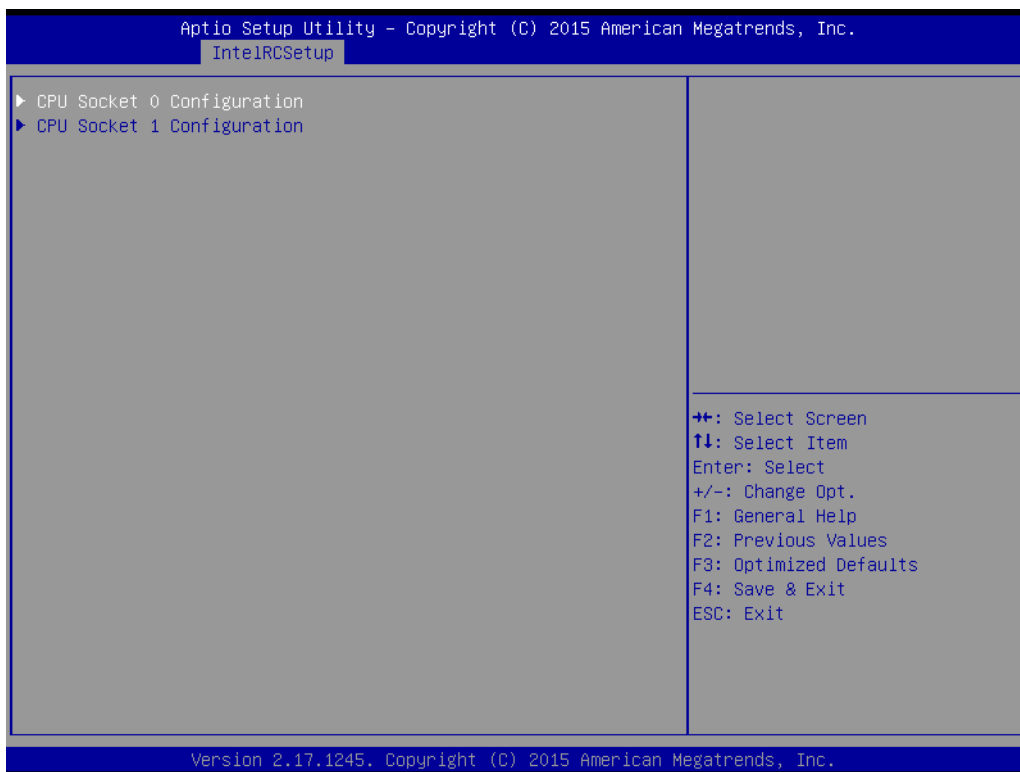 Aptio Setup Utility – Copyright (C) 2015 American Megatrends, Inc.
IntelRCSetup
▶ CPU Socket 0 Configuration
▶ CPU Socket 1 Configuration
→←: Select Screen
↑↓: Select Item
Enter: Select
+/-: Change Opt.
F1: General Help
F2: Previous Values
F3: Optimized Defaults
F4: Save & Exit
ESC: Exit
Version 2.17.1245. Copyright (C) 2015 American Megatrends, Inc.